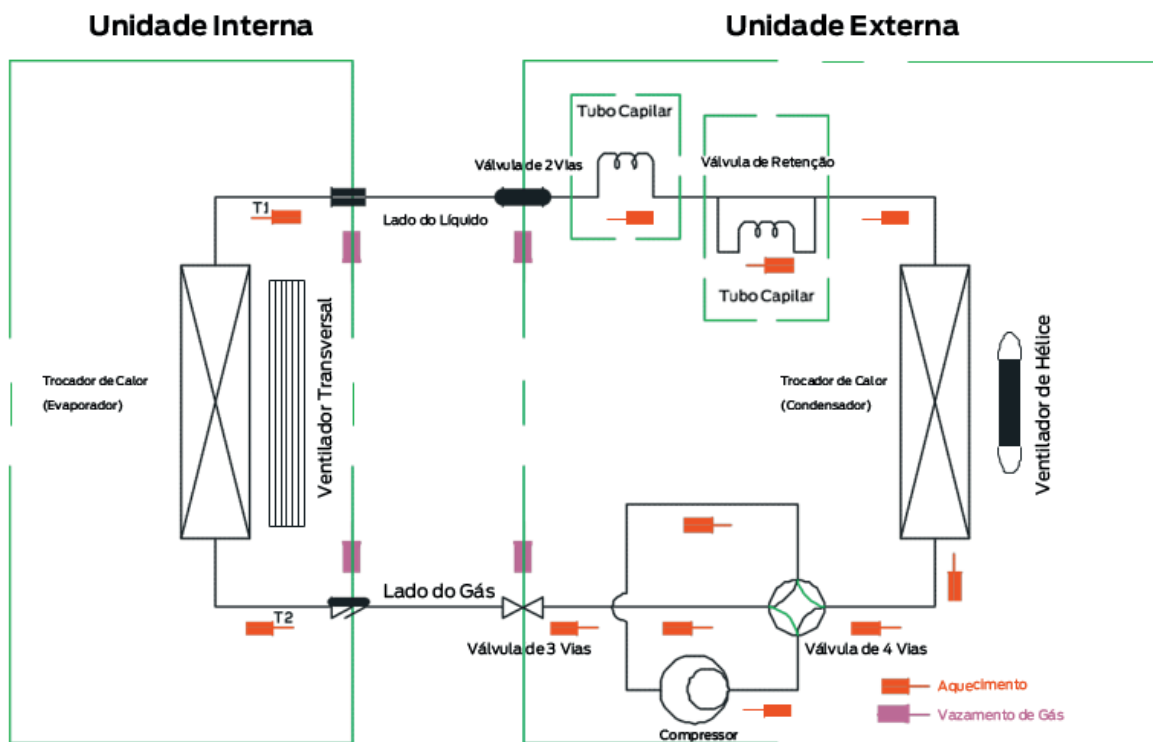 Unidade Interna
Unidade Externa
Tubo Capilar
Válvula de 2 Vias
Válvula de Retenção
T1
Lado do Líquido
Tubo Capilar
Trocador de Calor
(Evaporador)
Ventilador Transversal
Trocador de Calor
(Condensador)
Ventilador de Hélice
Lado do Gás
T2
Válvula de 3 Vias
Válvula de 4 Vias
Compressor
Aquecimento
Vazamento de Gás